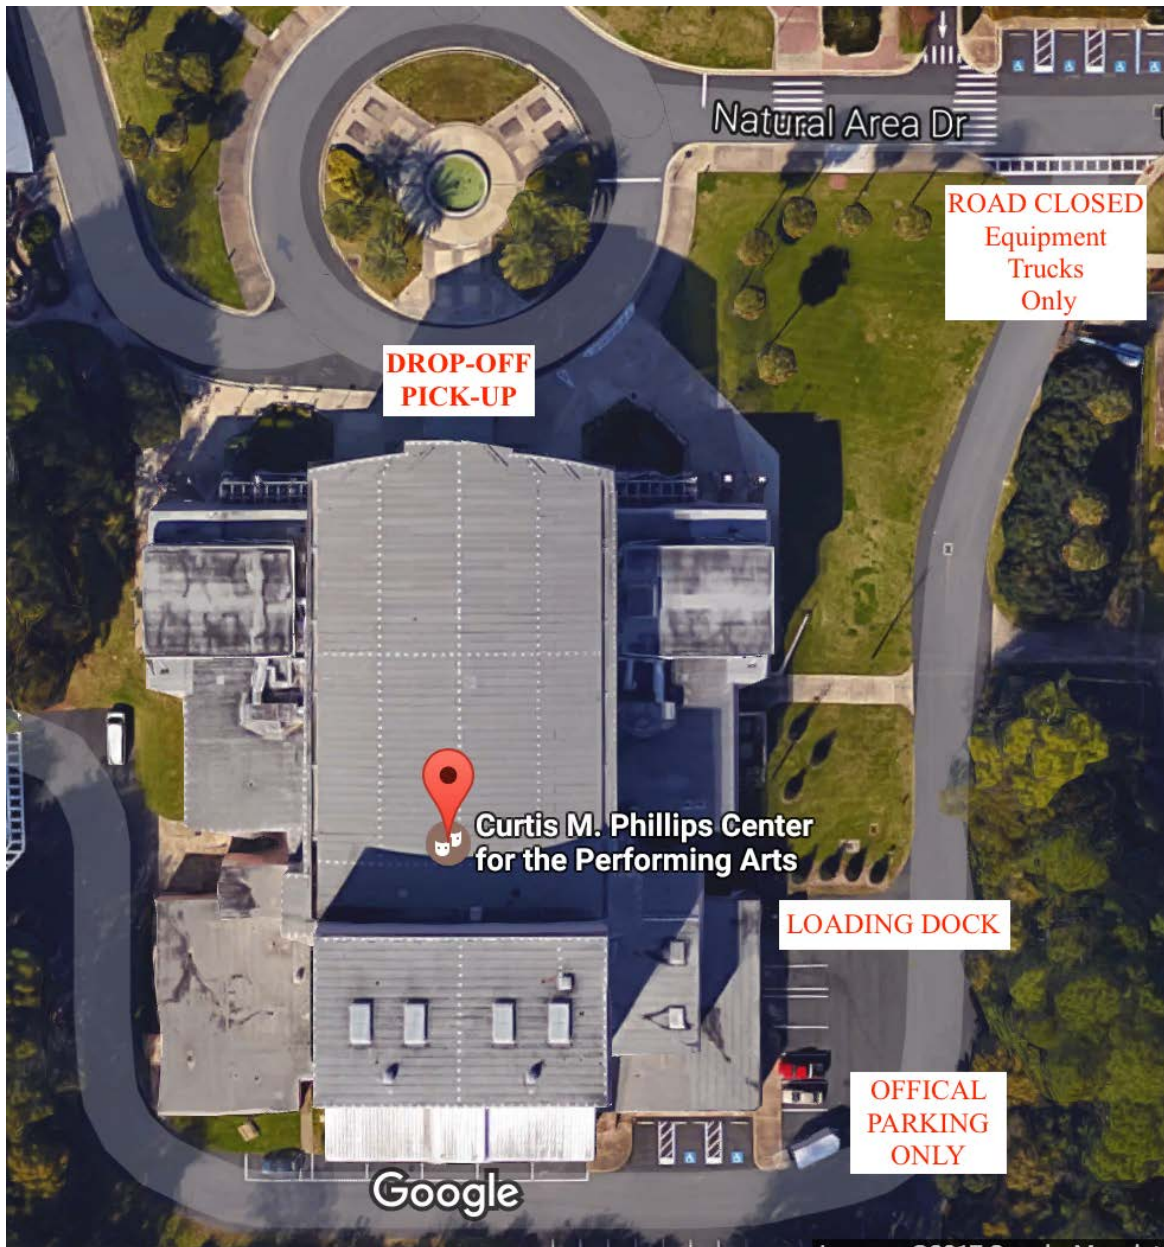 Natural Area Dr
ROAD CLOSED
Equipment
Trucks
Only
DROP-OFF
PICK-UP
Curtis M. Phillips Center
for the Performing Arts
LOADING DOCK
OFFICAL
PARKING
ONLY
Google